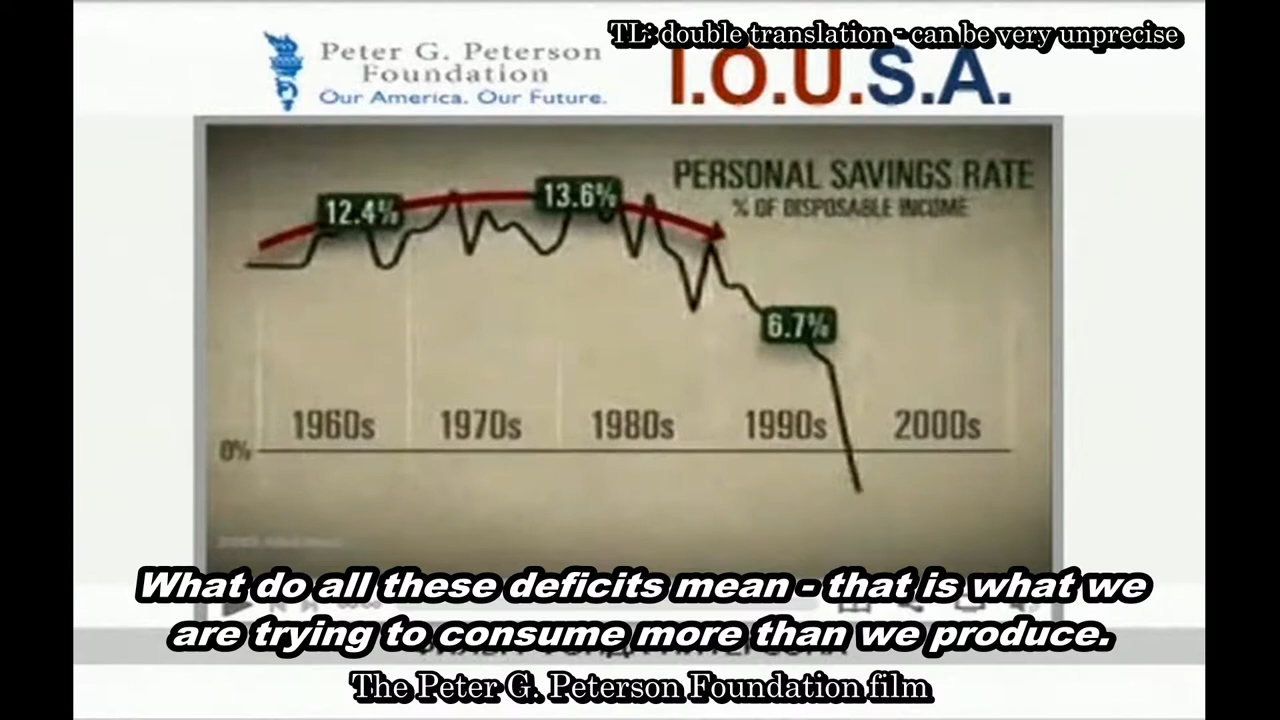 TL: double translation - can be very unprecise
Peter G. Peterson
Foundation
Our America. Our Future.
I.O.U.S.A.
PERSONAL SAVINGS RATE
% OF DISPOSABLE INCOME
12.4%
13.6%
6.7%
1960s
1970s
1980s
1990s
2000s
0%
What do all these deficits mean - that is what we
are trying to consume more than we produce.
The Peter G. Peterson Foundation film